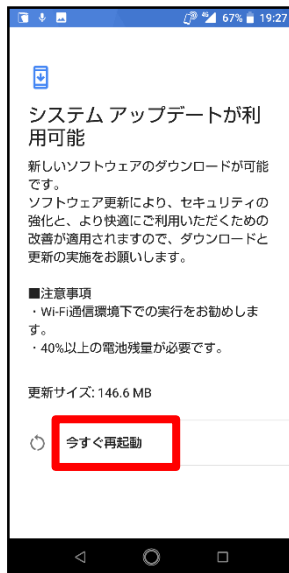 67% 19:27
システム アップデートが利
用可能
新しいソフトウェアのダウンロードが可能
です。
ソフトウェア更新により、セキュリティの
強化と、より快適にご利用いただくための
改善が適用されますので、ダウンロードと
更新の実施をお願いします。
■注意事項
・Wi-Fi通信環境下での実行をお勧めしま
す。
・40%以上の電池残量が必要です。
更新サイズ: 146.6 MB
今すぐ再起動